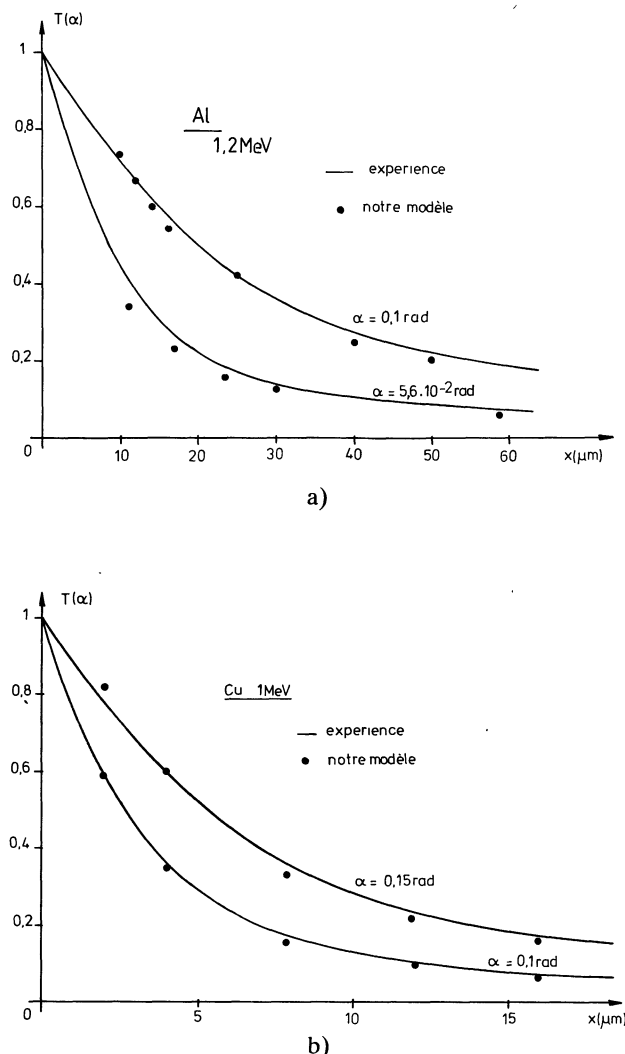 T(α)
1
Al
1,2MeV
0,8
— experience
0,6
• notre modèle
0,4
α = 0,1 rad
0,2
α = 5,6.10⁻² rad
0
10 20 30 40 50 60 x(μm)
a)
T(α)
1
0,8
Cu 1MeV
— experience
0,6
• notre modèle
0,4
α = 0,15 rad
0,2
α = 0,1 rad
0
5 10 15 x(μm)
b)